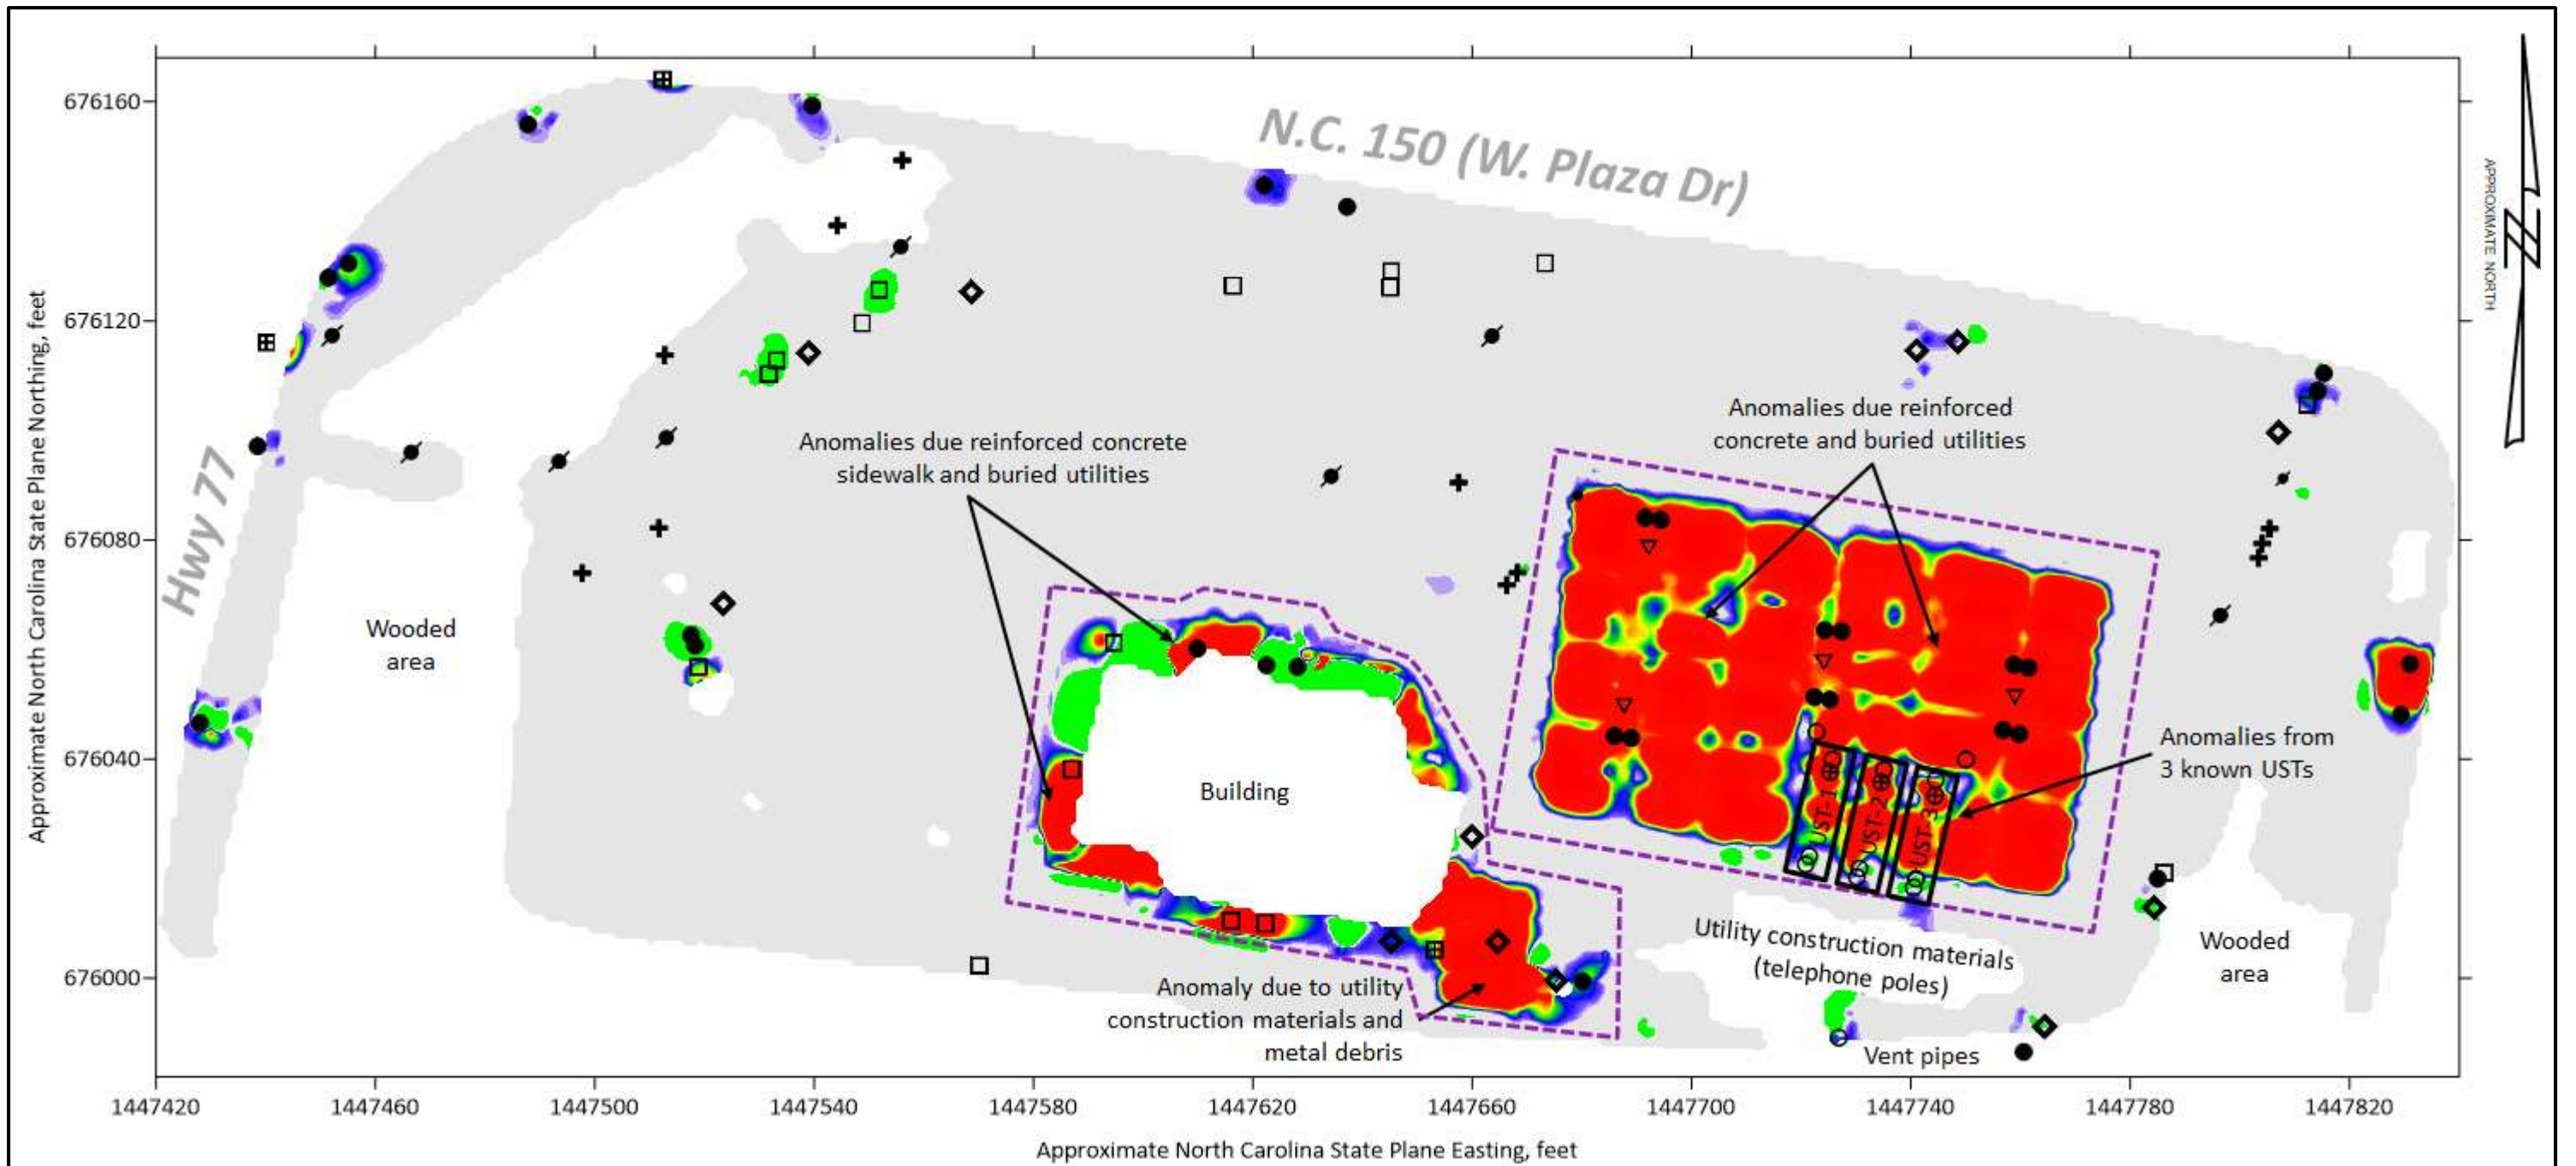 N.C. 150 (W. Plaza Dr)
APPROXIMATE NORTH
N
676160
676120
676080
676040
676000
Approximate North Carolina State Plane Northing, feet
Hwy 77
Anomalies due reinforced concrete
sidewalk and buried utilities
Anomalies due reinforced
concrete and buried utilities
Wooded
area
Building
Anomalies from
3 known USTs
UST-1
UST-2
UST-3
Utility construction materials
(telephone poles)
Wooded
area
Anomaly due to utility
construction materials and
metal debris
Vent pipes
1447420
1447460
1447500
1447540
1447580
1447620
1447660
1447700
1447740
1447780
1447820
Approximate North Carolina State Plane Easting, feet